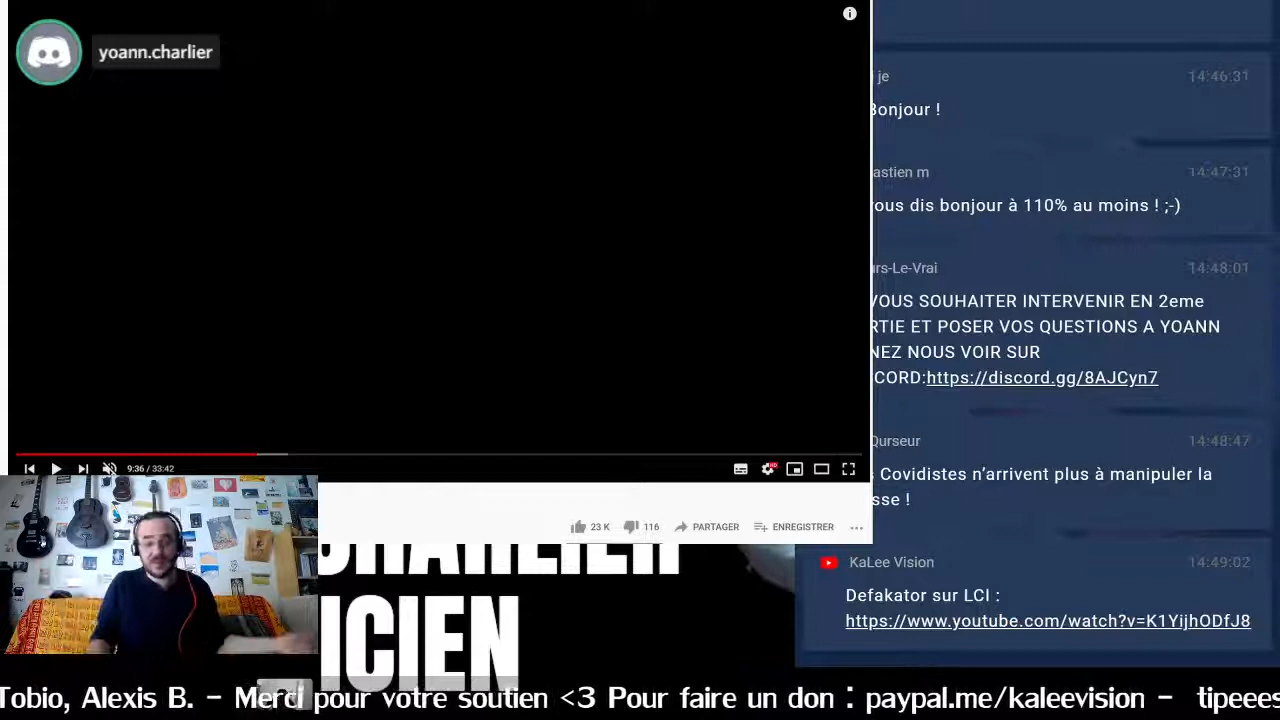 yoann.charlier
je 14:46:31
Bonjour !
astien m 14:47:31
vous dis bonjour à 110% au moins ! ;-)
urs-Le-Vrai 14:48:01
VOUS SOUHAITER INTERVENIR EN 2eme
RTIE ET POSER VOS QUESTIONS A YOANN
NEZ NOUS VOIR SUR
CORD:https://discord.gg/8AJCyn7
Qurseur 14:48:47
Covidistes n’arrivent plus à manipuler la
sse !
KaLee Vision 14:49:02
Defakator sur LCI :
https://www.youtube.com/watch?v=K1YijhODfJ8
9:36 / 33:42
23 K 116 PARTAGER ENREGISTRER
CHARLIER
ICIEN
Tobio, Alexis B. - Merci pour votre soutien <3 Pour faire un don : paypal.me/kaleevision - tipees